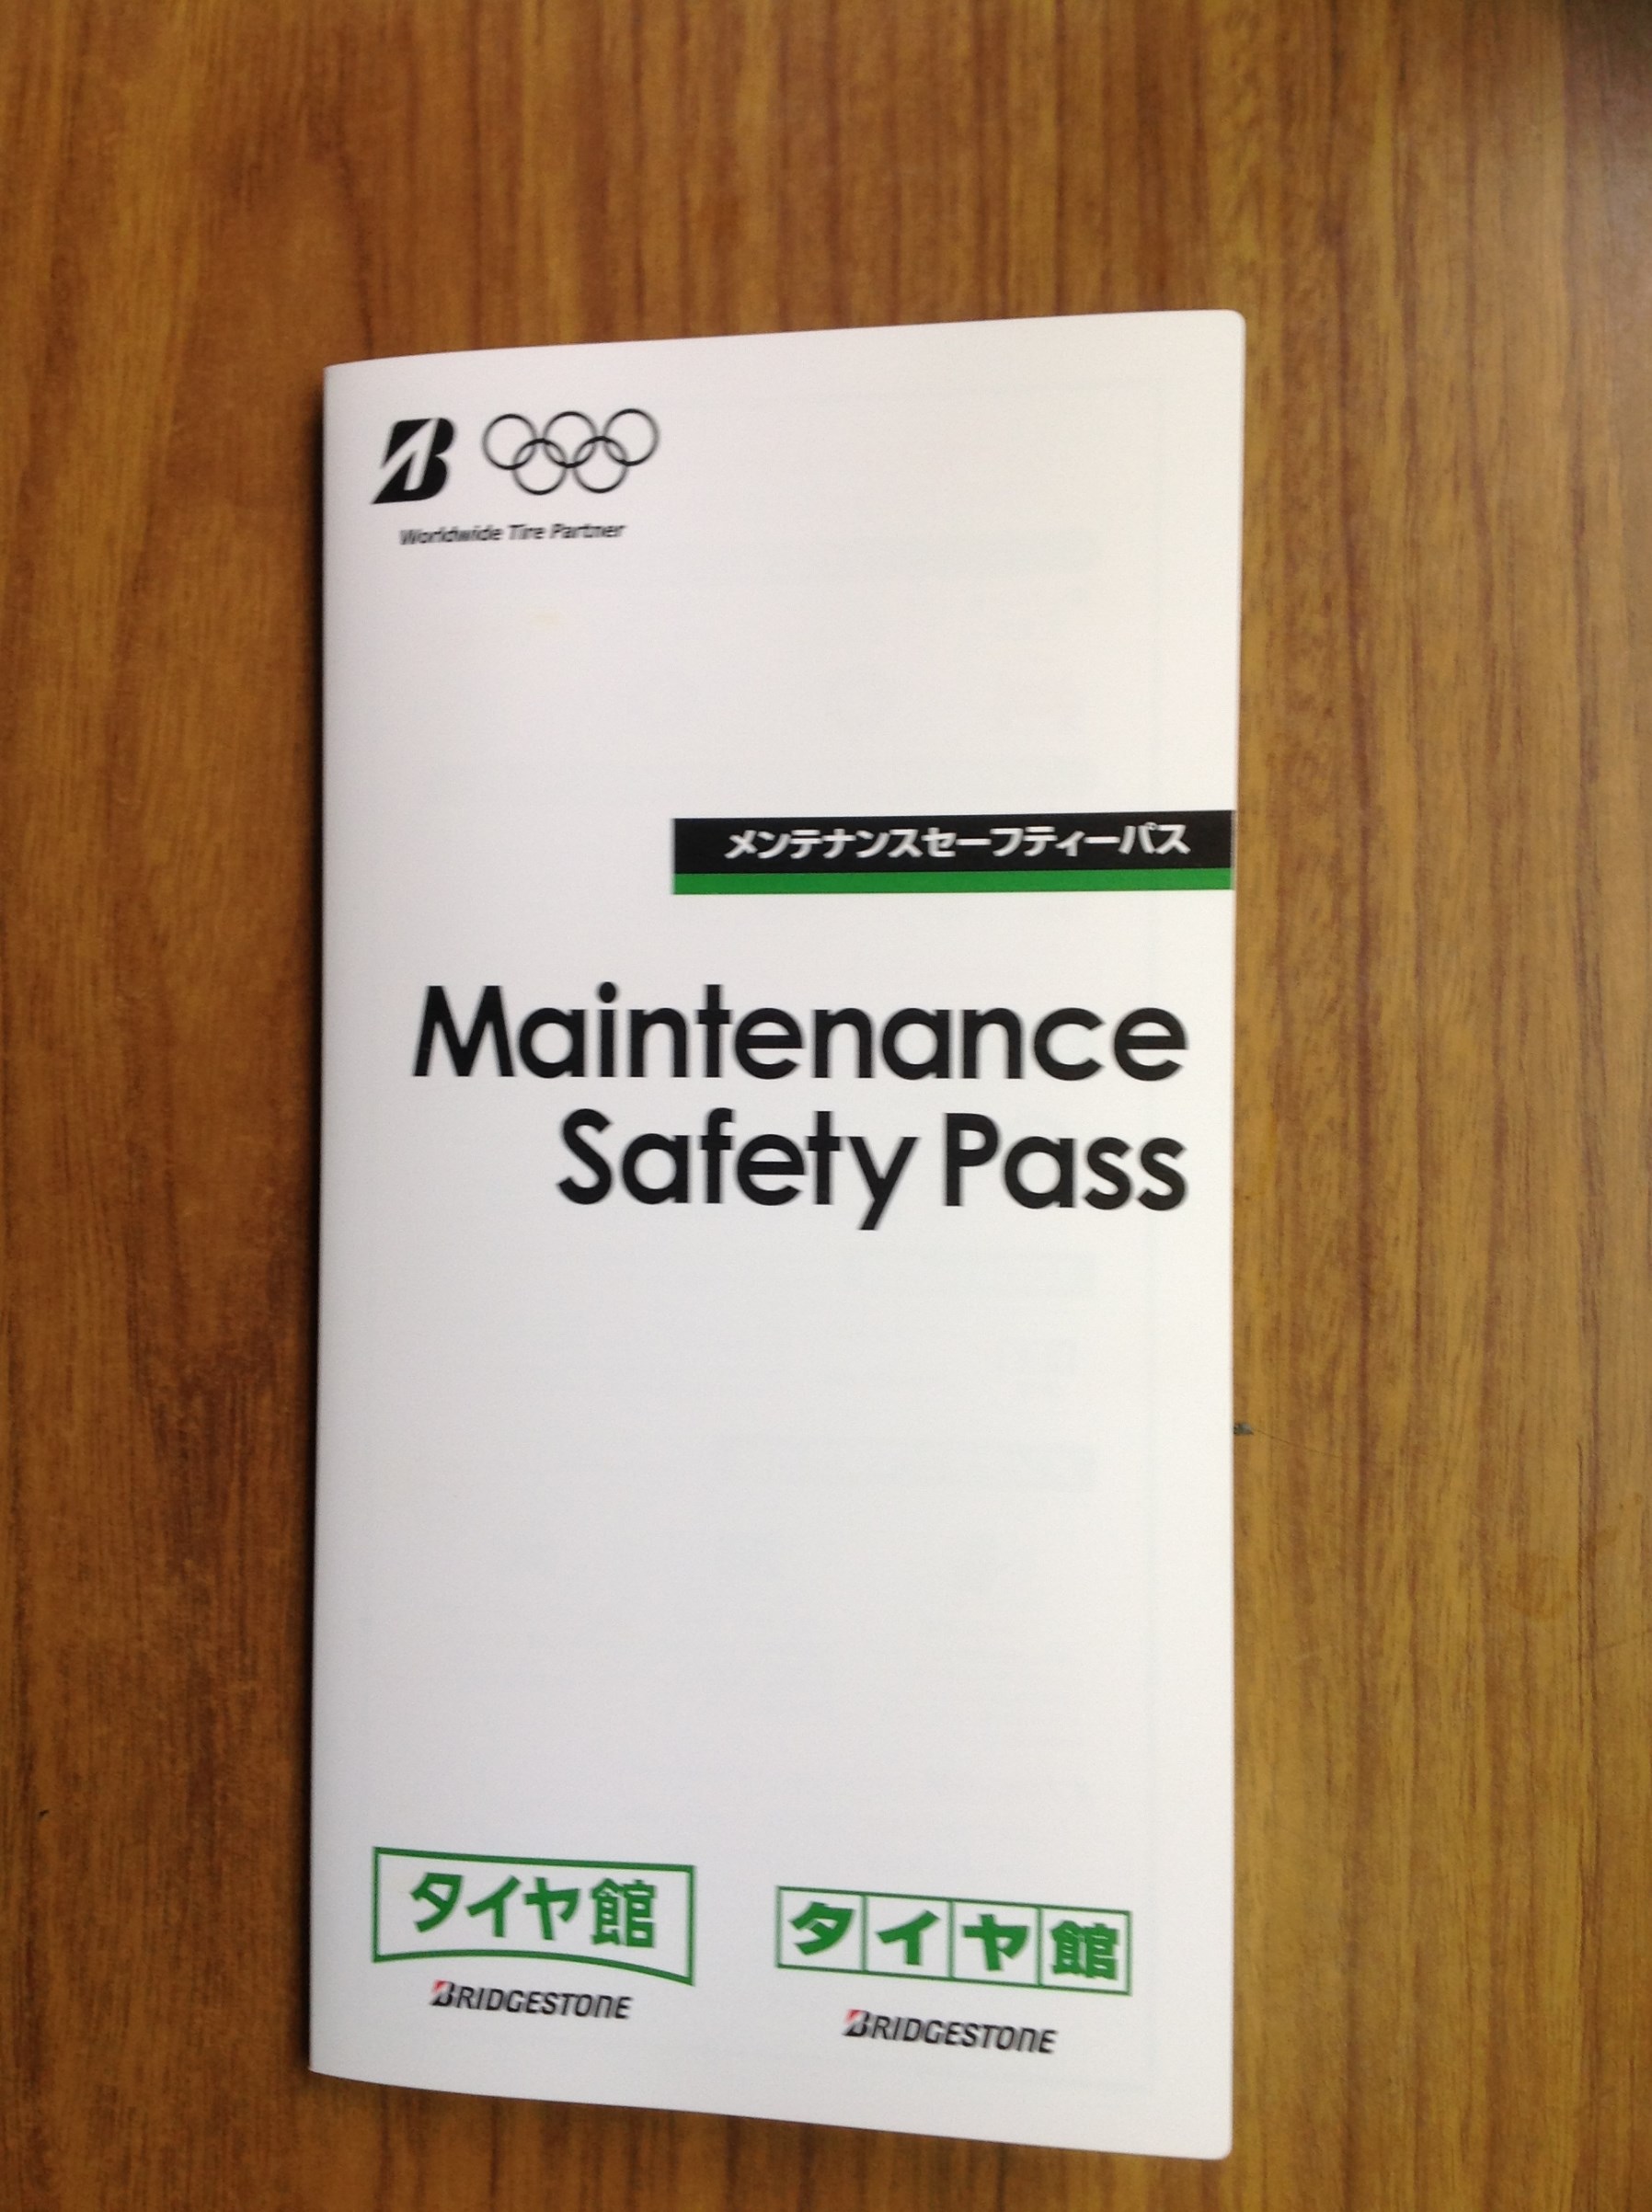 Worldwide Tire Partner
メンテナンスセーフティーパス
Maintenance
Safety Pass
タイヤ館
BRIDGESTONE
タイヤ館
BRIDGESTONE